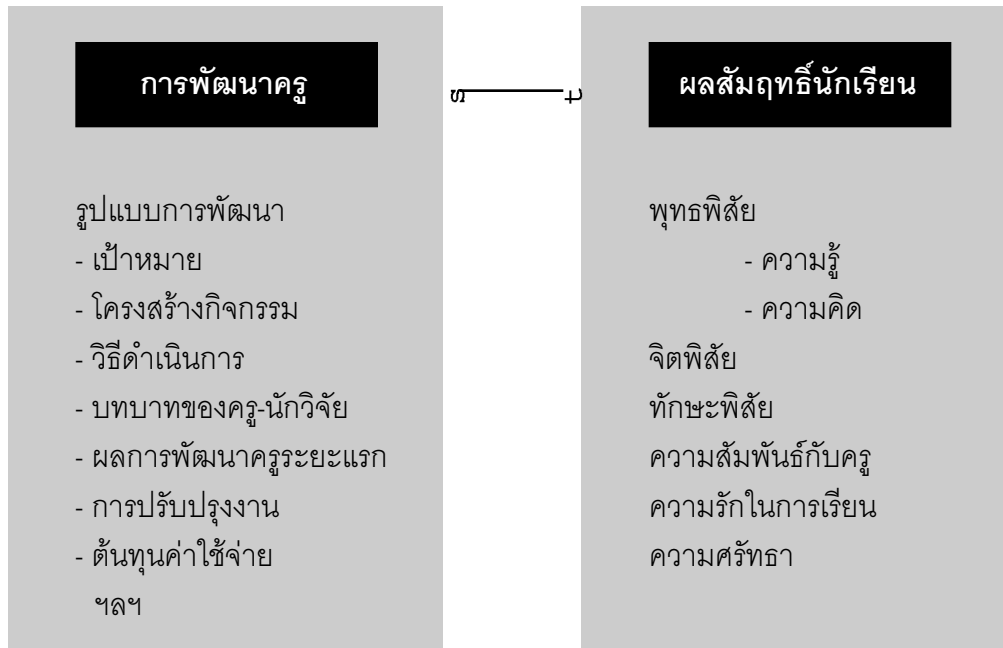 การพัฒนาครู
รูปแบบการพัฒนา
- เป้าหมาย
- โครงสร้างกิจกรรม
- วิธีดำเนินการ
- บทบาทของครู-นักวิจัย
- ผลการพัฒนาครูระยะแรก
- การปรับปรุงงาน
- ต้นทุนค่าใช้จ่าย
ฯลฯ
s t
ผลสัมฤทธิ์นักเรียน
พุทธพิสัย
- ความรู้
- ความคิด
จิตพิสัย
ทักษะพิสัย
ความสัมพันธ์กับครู
ความรักในการเรียน
ความศรัทธา